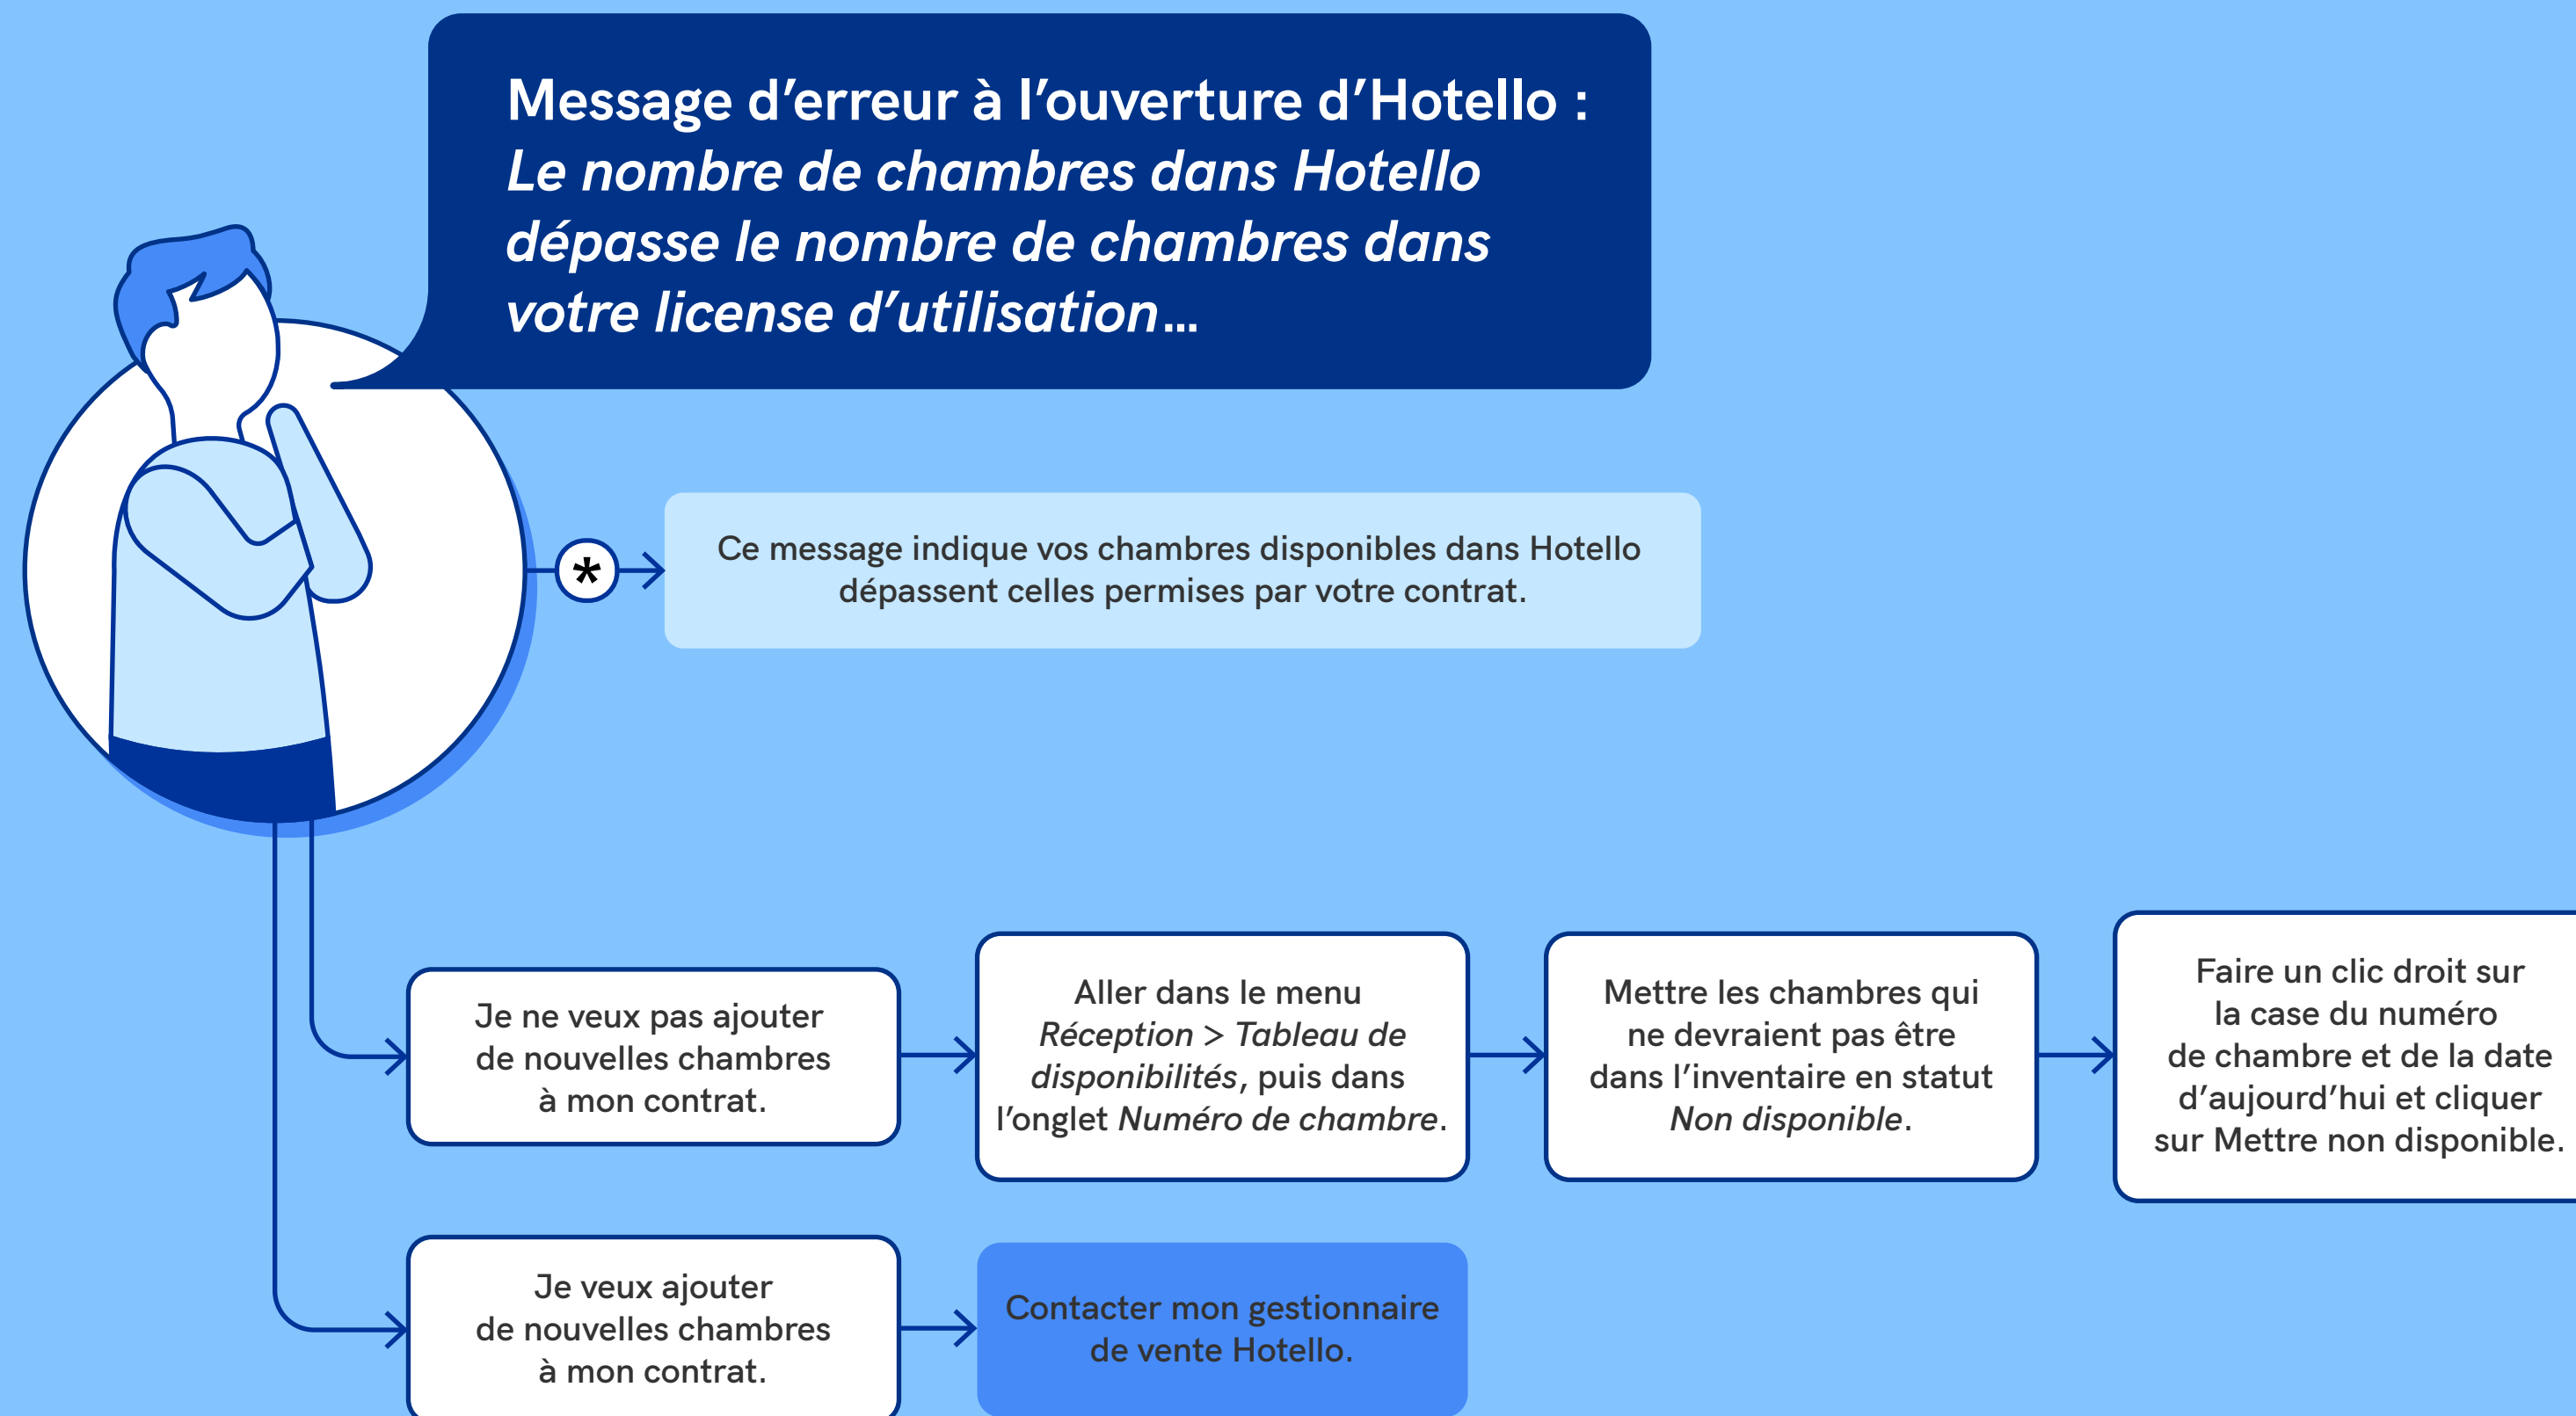 Message d’erreur à l’ouverture d’Hotello :
Le nombre de chambres dans Hotello
dépasse le nombre de chambres dans
votre license d’utilisation…
*
Ce message indique vos chambres disponibles dans Hotello
dépassent celles permises par votre contrat.
Je ne veux pas ajouter
de nouvelles chambres
à mon contrat.
Aller dans le menu
Réception > Tableau de
disponibilités, puis dans
l’onglet Numéro de chambre.
Mettre les chambres qui
ne devraient pas être
dans l’inventaire en statut
Non disponible.
Faire un clic droit sur
la case du numéro
de chambre et de la date
d’aujourd’hui et cliquer
sur Mettre non disponible.
Je veux ajouter
de nouvelles chambres
à mon contrat.
Contacter mon gestionnaire
de vente Hotello.